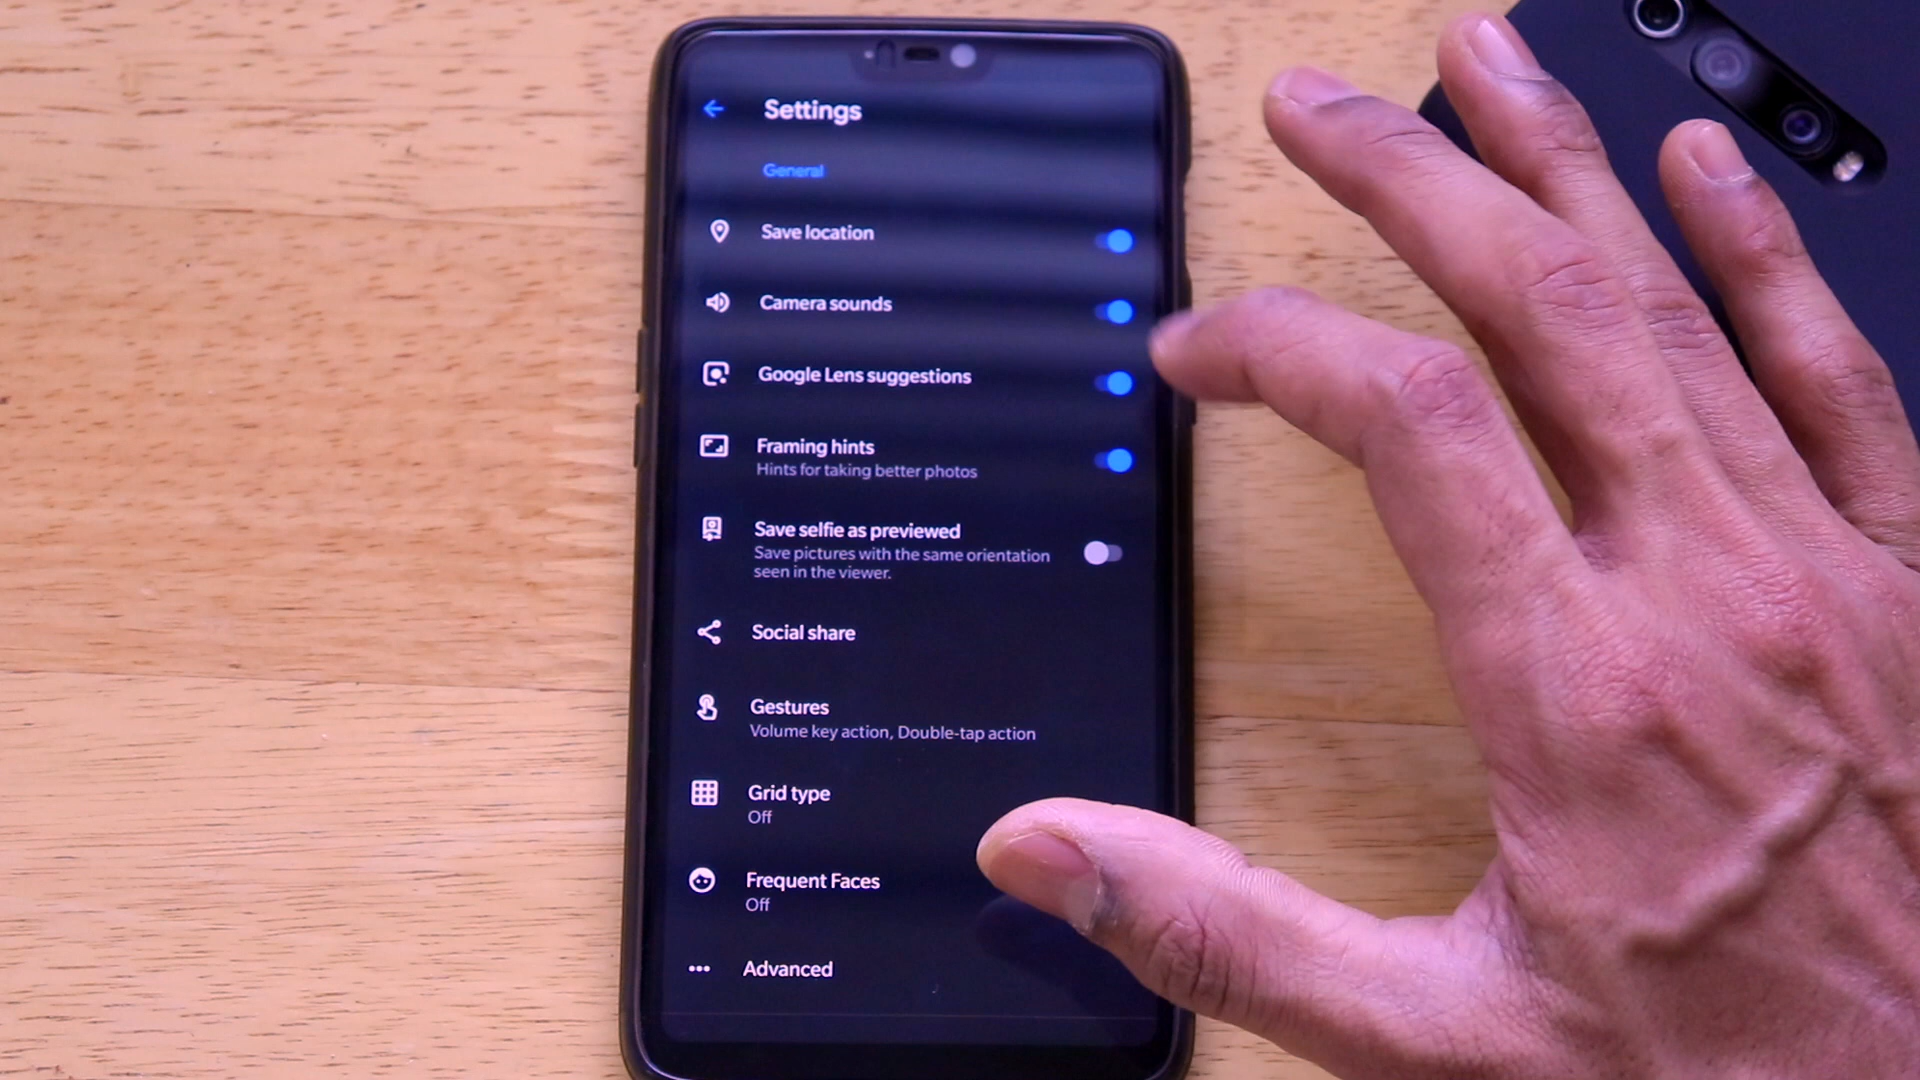 Settings
General
Save location
Camera sounds
Google Lens suggestions
Framing hints
Hints for taking better photos
Save selfie as previewed
Save pictures with the same orientation
seen in the viewer.
Social share
Gestures
Volume key action, Double-tap action
Grid type
Off
Frequent Faces
Off
Advanced